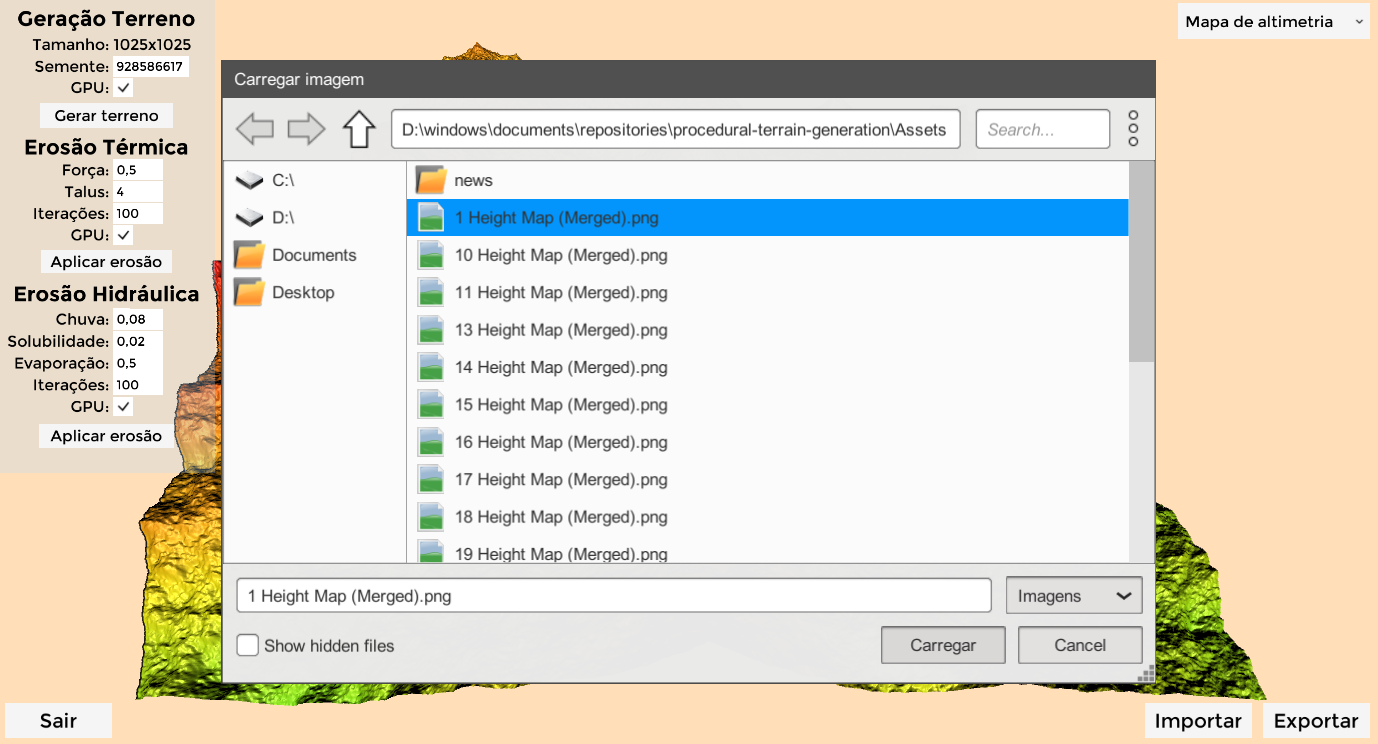 Geração Terreno
Tamanho: 1025x1025
Semente: 928586617
GPU:
Gerar terreno
Erosão Térmica
Força: 0,5
Talus: 4
Iterações: 100
GPU:
Aplicar erosão
Erosão Hidráulica
Chuva: 0,08
Solubilidade: 0,02
Evaporação: 0,5
Iterações: 100
GPU:
Aplicar erosão
Mapa de altimetria
Carregar imagem
D:\windows\documents\repositories\procedural-terrain-generation\Assets
Search...
C:\
D:\
Documents
Desktop
news
1 Height Map (Merged).png
10 Height Map (Merged).png
11 Height Map (Merged).png
13 Height Map (Merged).png
14 Height Map (Merged).png
15 Height Map (Merged).png
16 Height Map (Merged).png
17 Height Map (Merged).png
18 Height Map (Merged).png
19 Height Map (Merged).png
1 Height Map (Merged).png
Imagens
Show hidden files
Carregar
Cancel
Sair
Importar
Exportar